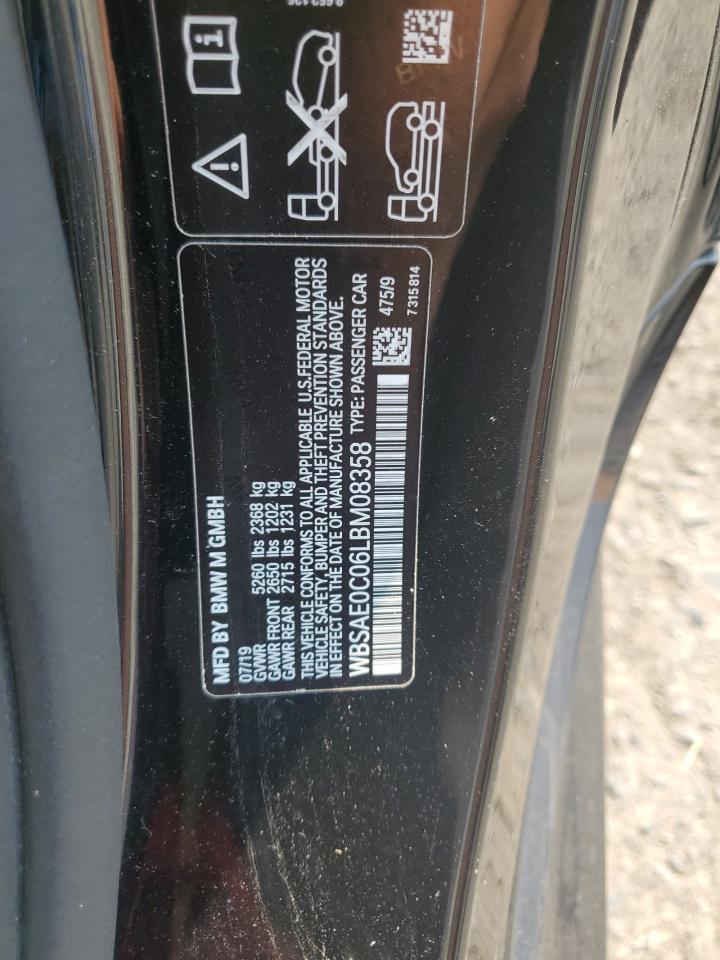 MFD BY BMW M GMBH
07/19
GVWR 5260 lbs 2368 kg
GAWR FRONT 2650 lbs 1202 kg
GAWR REAR 2715 lbs 1231 kg
THIS VEHICLE CONFORMS TO ALL APPLICABLE U.S.FEDERAL MOTOR
VEHICLE SAFETY, BUMPER AND THEFT PREVENTION STANDARDS
IN EFFECT ON THE DATE OF MANUFACTURE SHOWN ABOVE.
WBSAE0C06LBM08358 TYPE: PASSENGER CAR
475/9
7 315 814